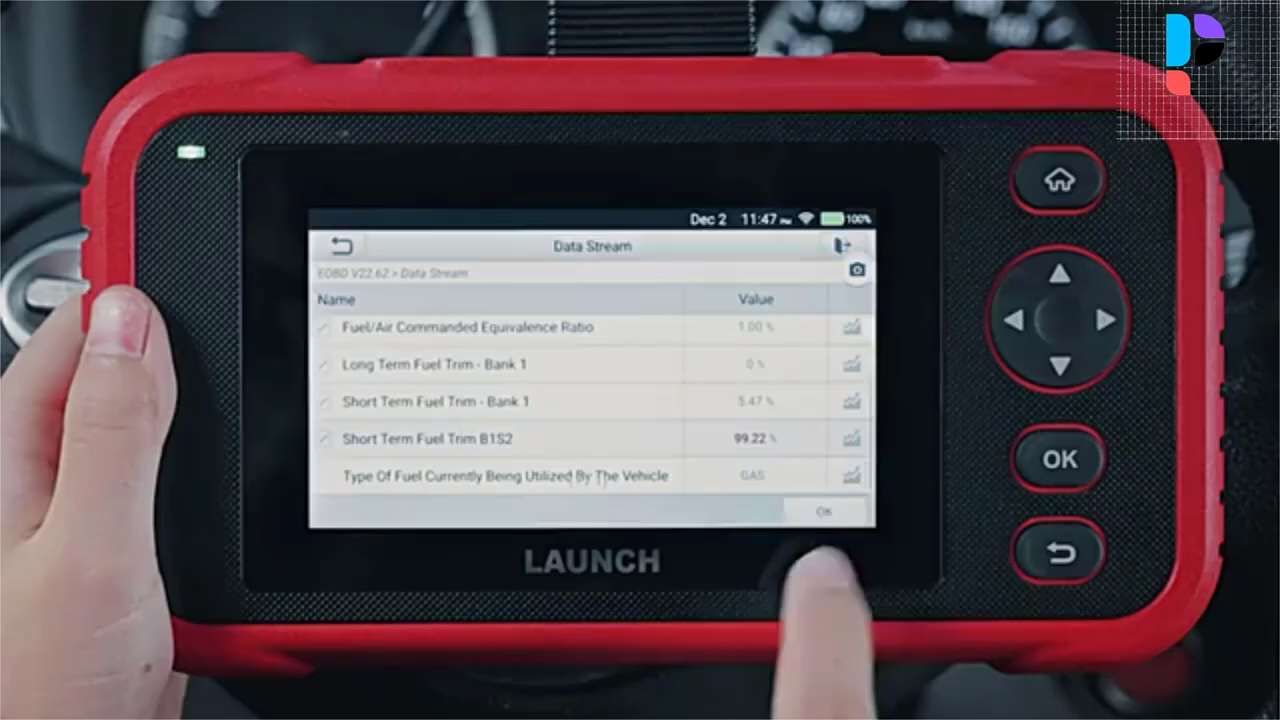 Dec 2 11:47 PM 100%
Data Stream
EOBD V22.62 > Data Stream
Name Value
Fuel/Air Commanded Equivalence Ratio 1.00 %
Long Term Fuel Trim - Bank 1 0 %
Short Term Fuel Trim - Bank 1 5.47 %
Short Term Fuel Trim B1S2 99.22 %
Type Of Fuel Currently Being Utilized By The Vehicle GAS
OK
LAUNCH
OK